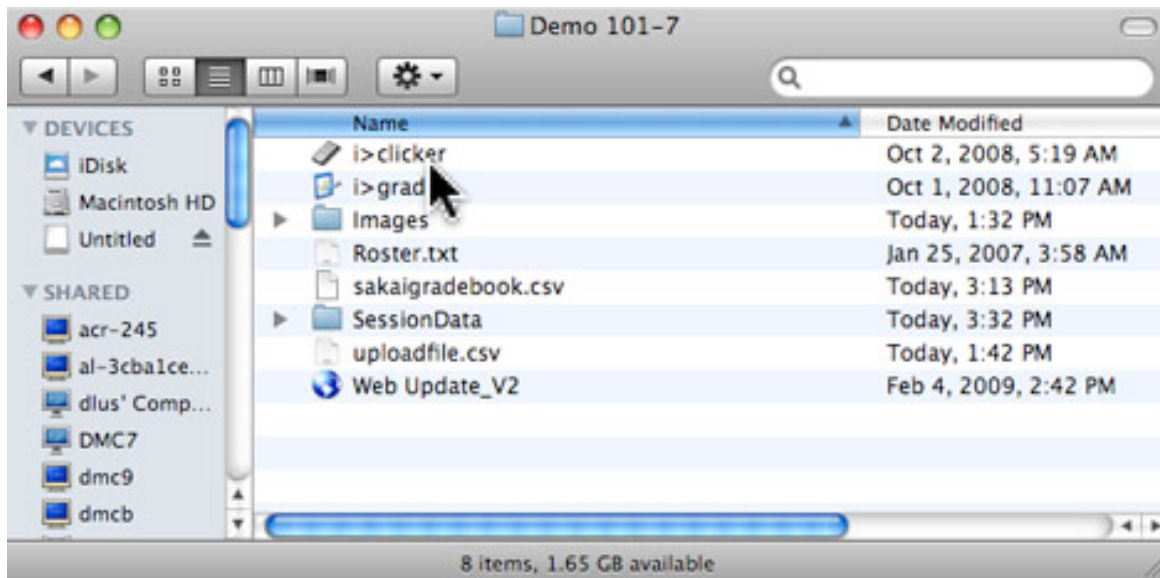 Demo 101-7
DEVICES
iDisk
Macintosh HD
Untitled
SHARED
acr-245
al-3cba1ce...
dlus' Comp...
DMC7
dmc9
dmcb
Name Date Modified
i>clicker Oct 2, 2008, 5:19 AM
i>grad Oct 1, 2008, 11:07 AM
Images Today, 1:32 PM
Roster.txt Jan 25, 2007, 3:58 AM
sakaigradebook.csv Today, 3:13 PM
SessionData Today, 3:32 PM
uploadfile.csv Today, 1:42 PM
Web Update_V2 Feb 4, 2009, 2:42 PM
8 items, 1.65 GB available